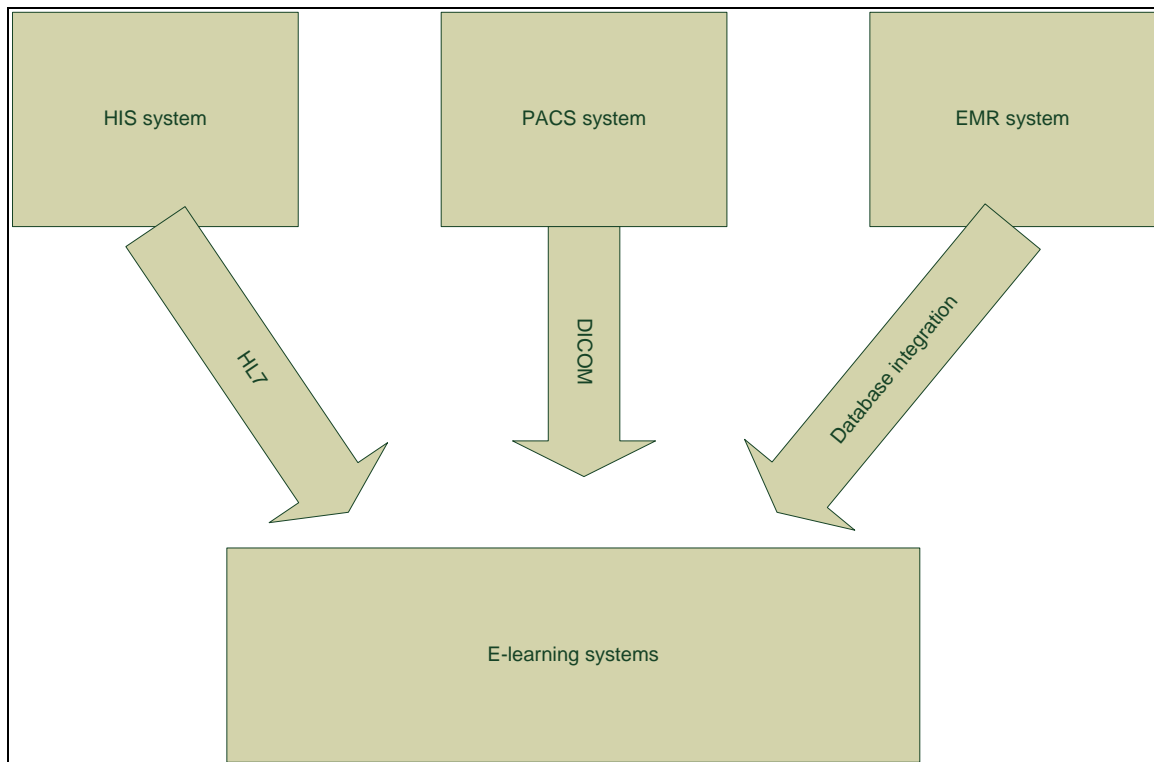 HIS system
PACS system
EMR system
HL7
DICOM
Database integration
E-learning systems